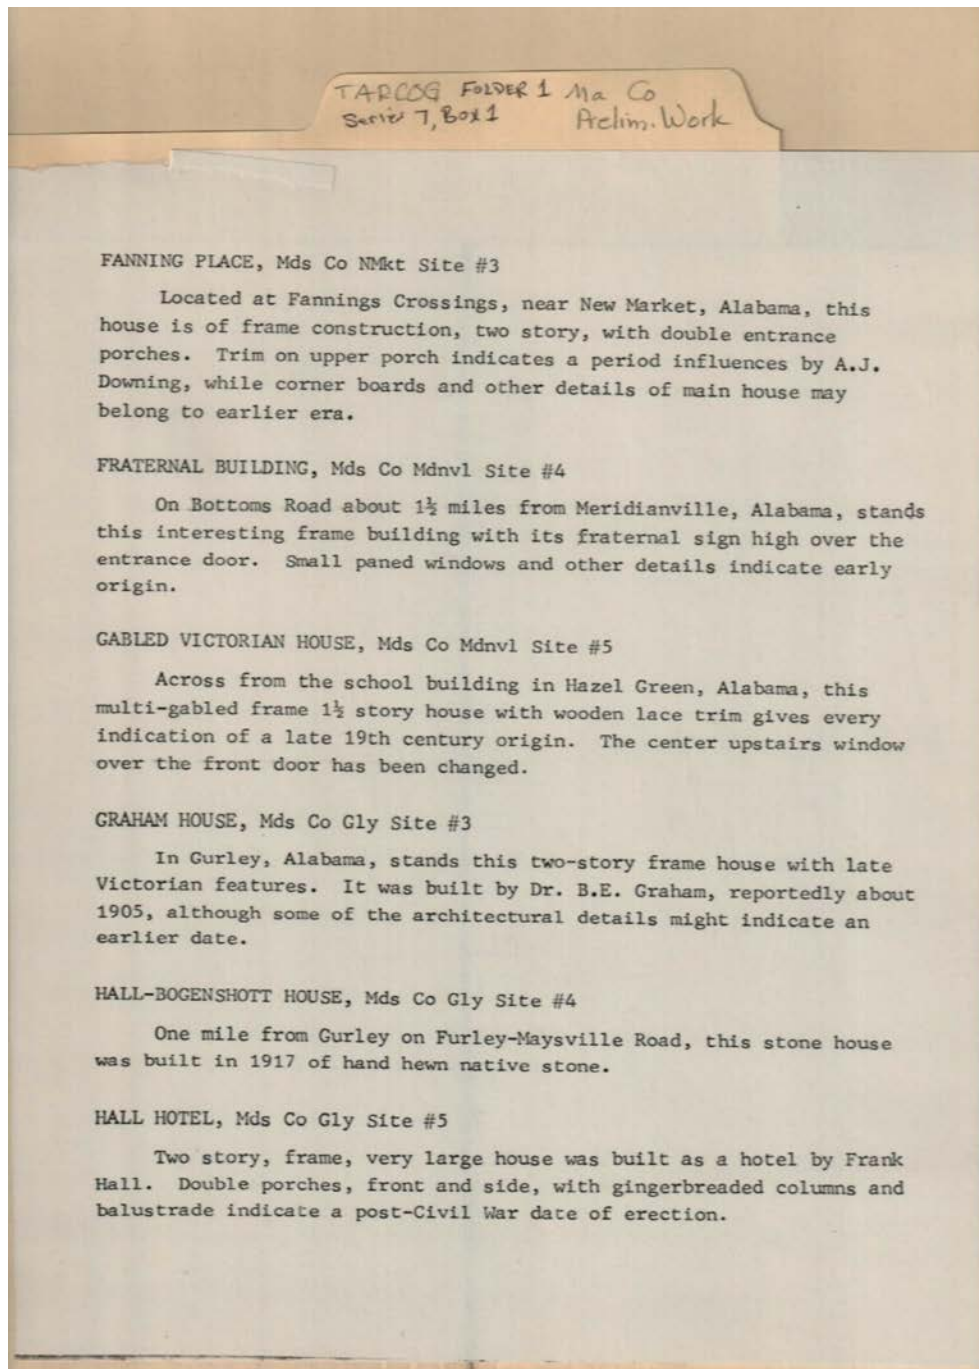 TARCOG FOLDER 1 Ma Co
Series 7, Box 1 Prelim. Work
FANNING PLACE, Mds Co NMkt Site #3
Located at Fannings Crossings, near New Market, Alabama, this
house is of frame construction, two story, with double entrance
porches. Trim on upper porch indicates a period influences by A.J.
Downing, while corner boards and other details of main house may
belong to earlier era.
FRATERNAL BUILDING, Mds Co Mdnvl Site #4
On Bottoms Road about 1½ miles from Meridianville, Alabama, stands
this interesting frame building with its fraternal sign high over the
entrance door. Small paned windows and other details indicate early
origin.
GABLED VICTORIAN HOUSE, Mds Co Mdnvl Site #5
Across from the school building in Hazel Green, Alabama, this
multi-gabled frame 1½ story house with wooden lace trim gives every
indication of a late 19th century origin. The center upstairs window
over the front door has been changed.
GRAHAM HOUSE, Mds Co Gly Site #3
In Gurley, Alabama, stands this two-story frame house with late
Victorian features. It was built by Dr. B.E. Graham, reportedly about
1905, although some of the architectural details might indicate an
earlier date.
HALL-BOGENSHOTT HOUSE, Mds Co Gly Site #4
One mile from Gurley on Furley-Maysville Road, this stone house
was built in 1917 of hand hewn native stone.
HALL HOTEL, Mds Co Gly Site #5
Two story, frame, very large house was built as a hotel by Frank
Hall. Double porches, front and side, with gingerbreaded columns and
balustrade indicate a post-Civil War date of erection.